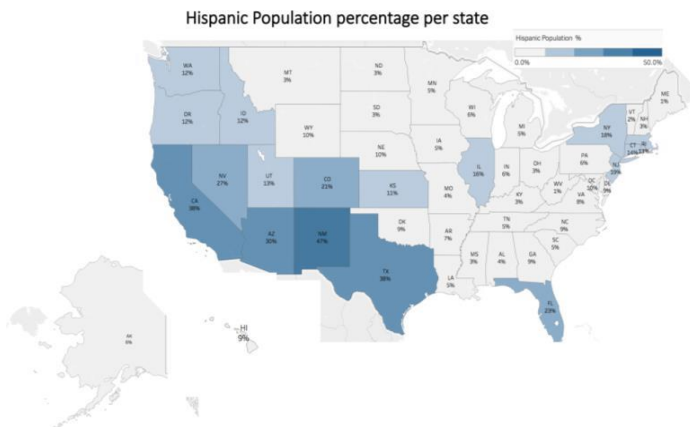 Hispanic Population percentage per state
Hispanic Population %
0.0%
50.0%
WA
12%
MT
3%
ND
3%
MN
5%
ME
1%
VT
2%
NH
3%
OR
12%
ID
12%
SD
3%
WI
6%
MI
5%
NY
18%
WY
10%
IA
5%
NE
10%
PA
6%
CT
14%
NJ
NV
27%
UT
13%
CO
21%
IL
16%
IN
6%
OH
3%
KS
11%
MO
4%
KY
3%
WV
1%
VA
9%
DC
10%
CA
38%
AZ
30%
NM
47%
OK
9%
AR
7%
TN
5%
NC
9%
SC
5%
TX
38%
MS
3%
AL
4%
GA
9%
LA
5%
FL
23%
HI
9%